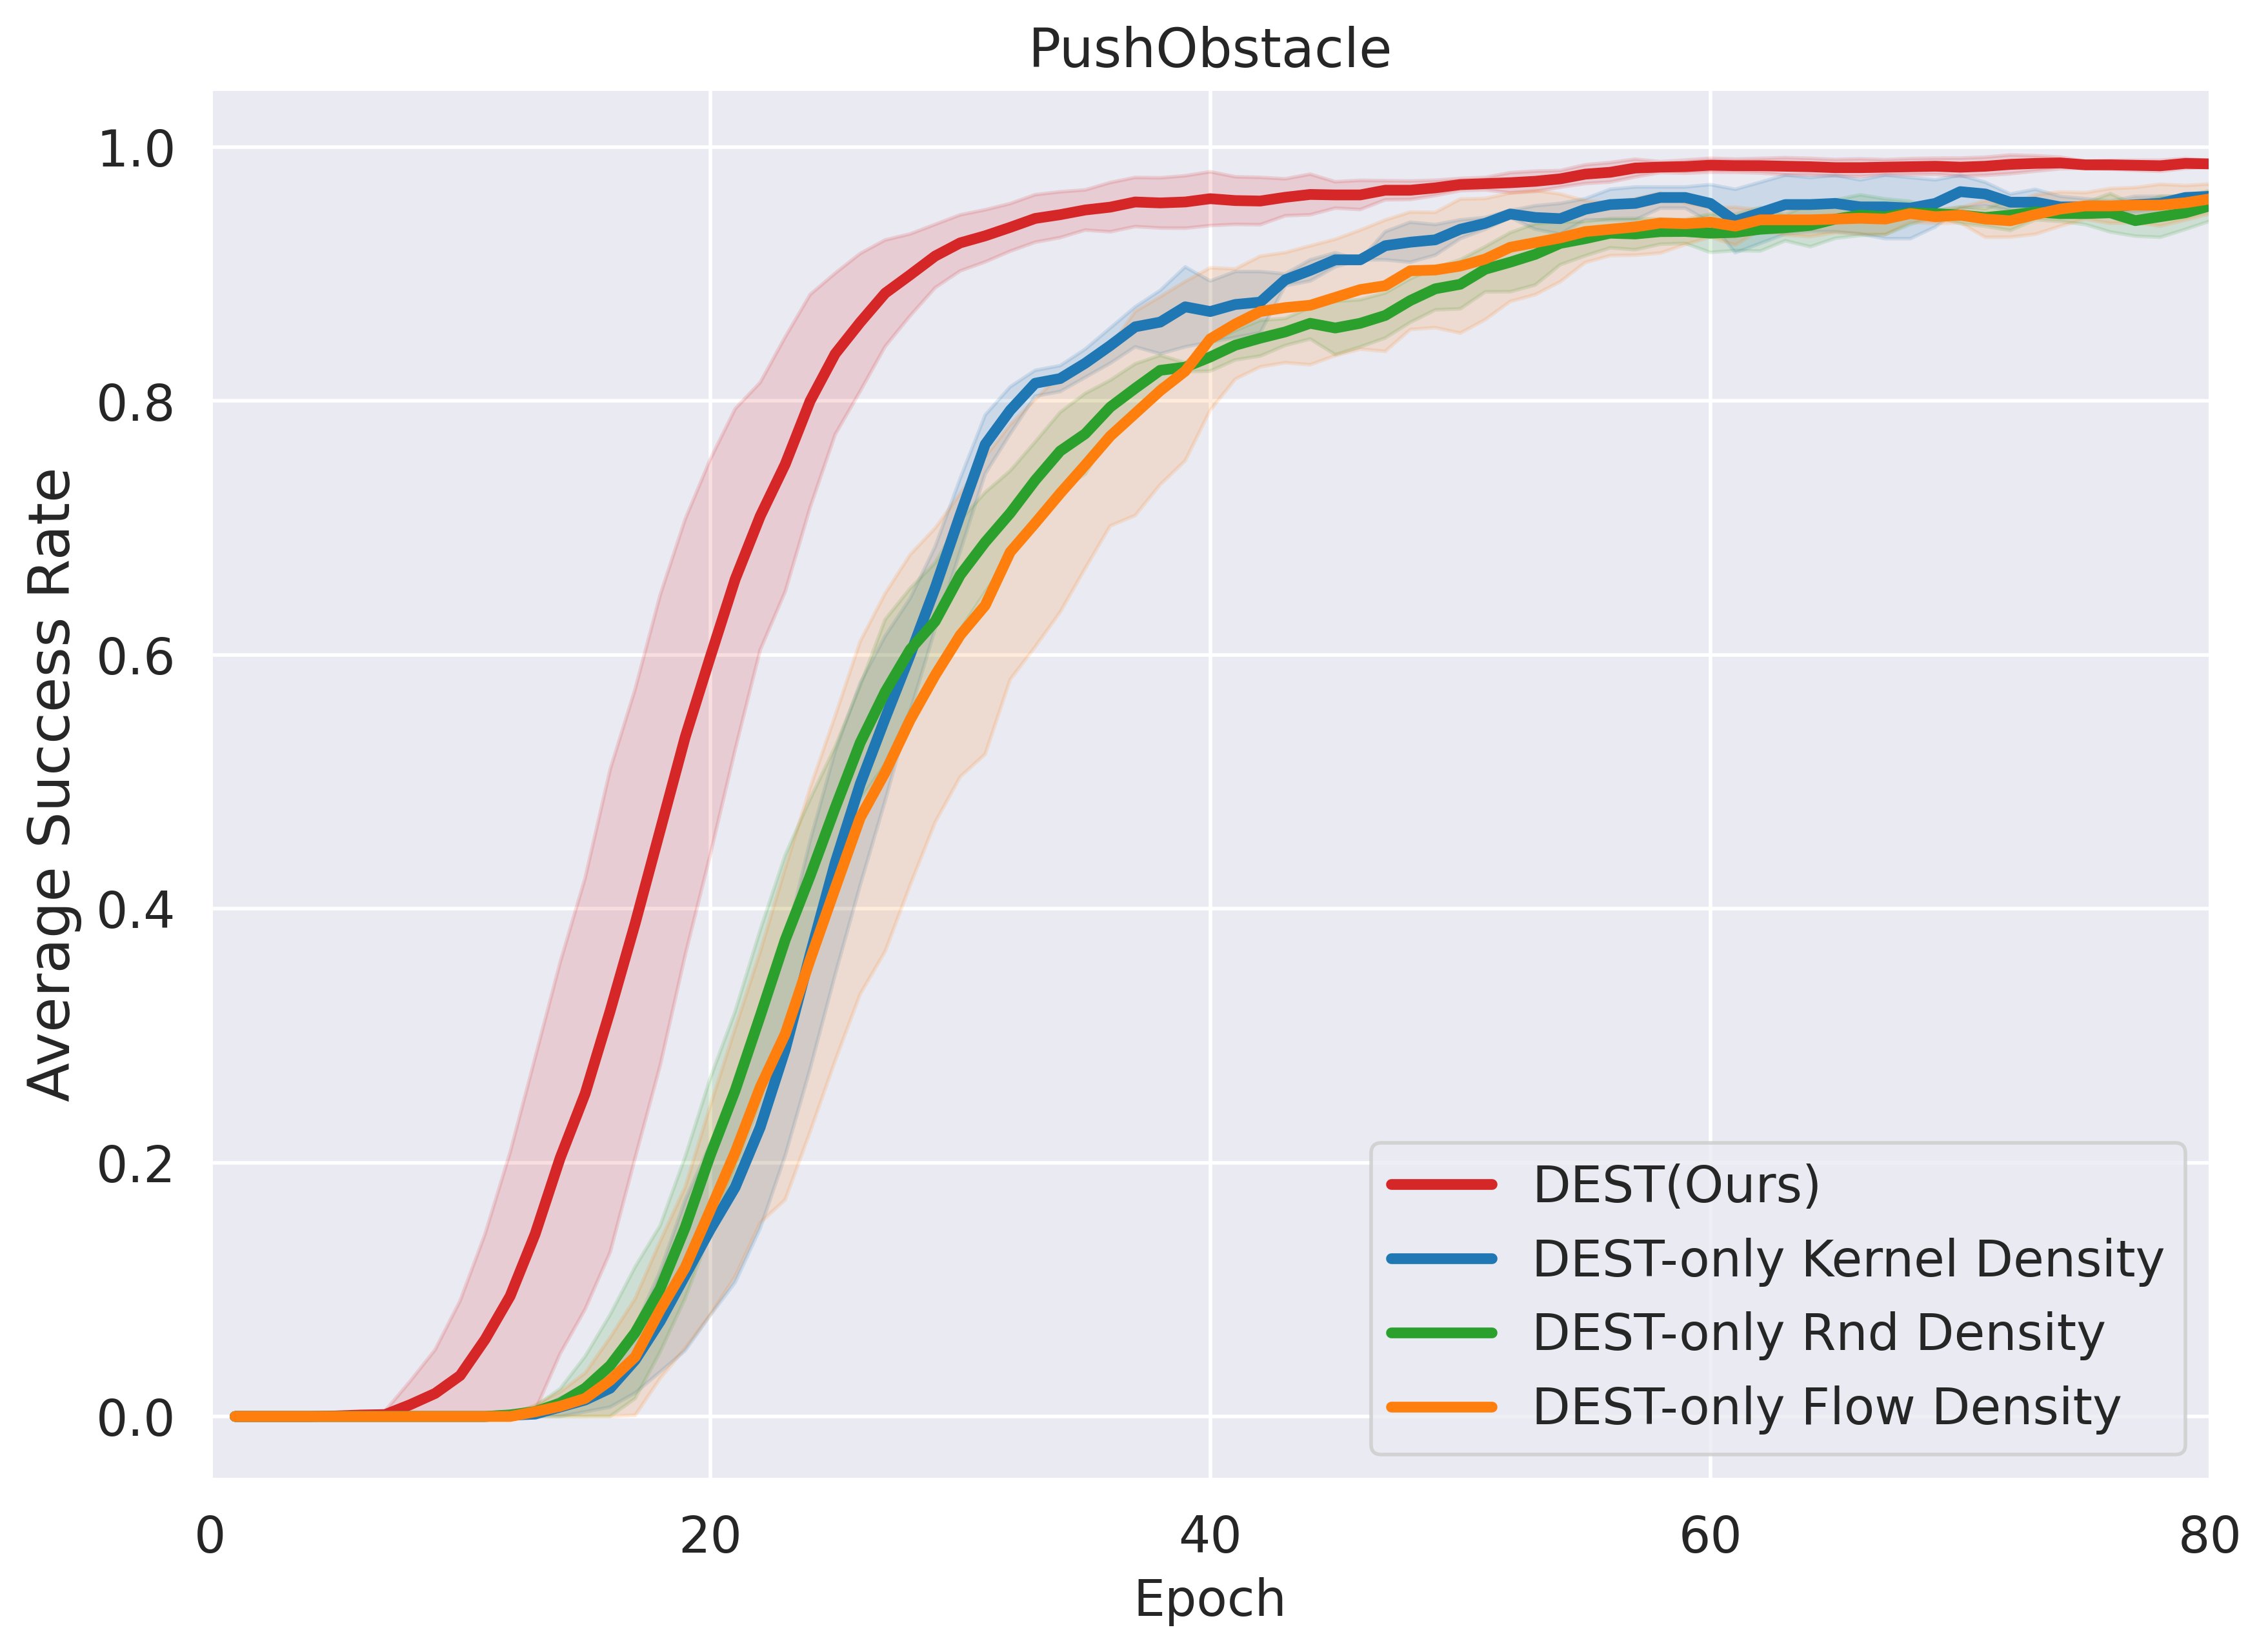 PushObstacle
Average Success Rate
1.0
0.8
0.6
0.4
0.2
0.0
0 20 40 60 80
Epoch
DEST(Ours)
DEST-only Kernel Density
DEST-only Rnd Density
DEST-only Flow Density